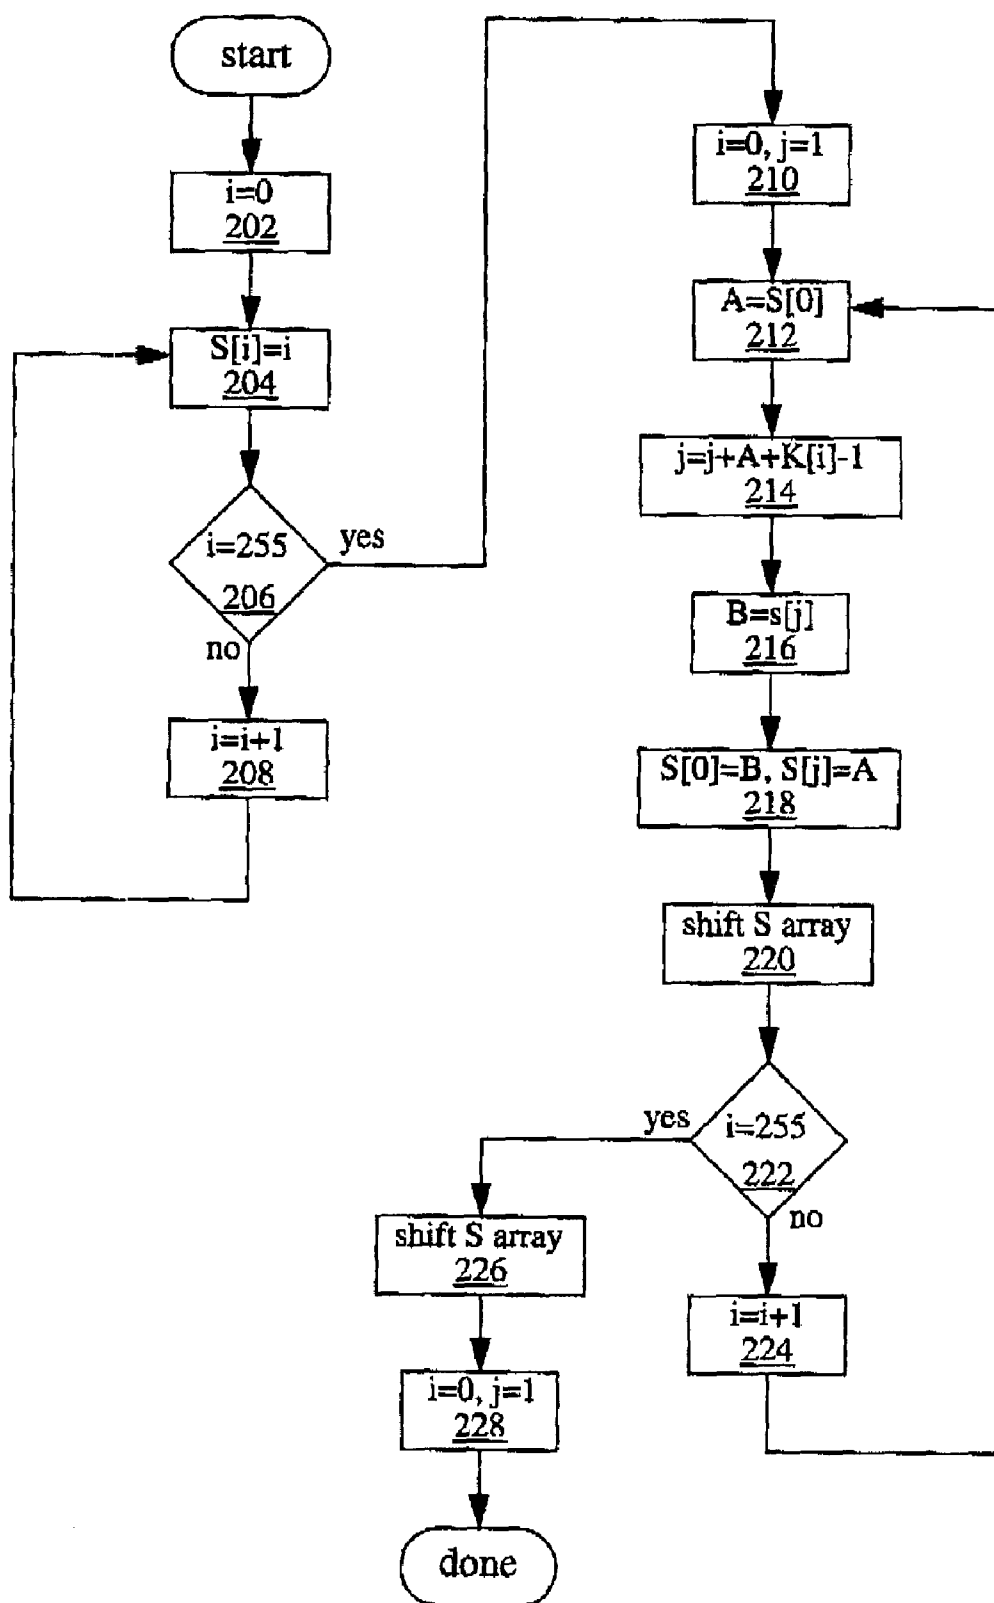 start
i=0
202
S[i]=i
204
i=255
206
yes
no
i=i+1
208
i=0, j=1
210
A=S[0]
212
j=j+A+K[i]-1
214
B=s[j]
216
S[0]=B, S[j]=A
218
shift S array
220
i=255
222
yes
no
i=i+1
224
shift S array
226
i=0, j=1
228
done